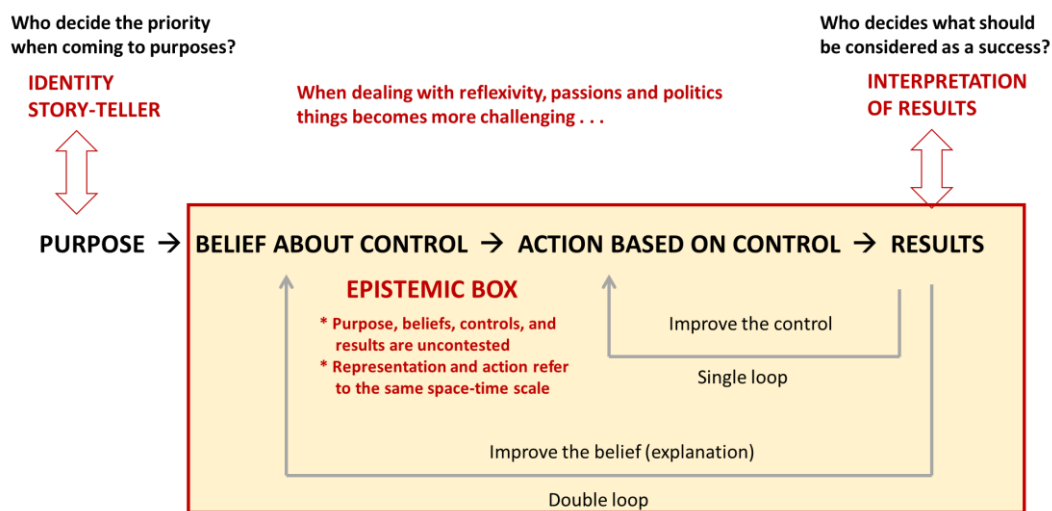 Who decide the priority
when coming to purposes?
Who decides what should
be considered as a success?
IDENTITY
STORY-TELLER
When dealing with reflexivity, passions and politics
things becomes more challenging . . .
INTERPRETATION
OF RESULTS
PURPOSE → BELIEF ABOUT CONTROL → ACTION BASED ON CONTROL → RESULTS
EPISTEMIC BOX
* Purpose, beliefs, controls, and
results are uncontested
* Representation and action refer
to the same space-time scale
Improve the control
Single loop
Improve the belief (explanation)
Double loop